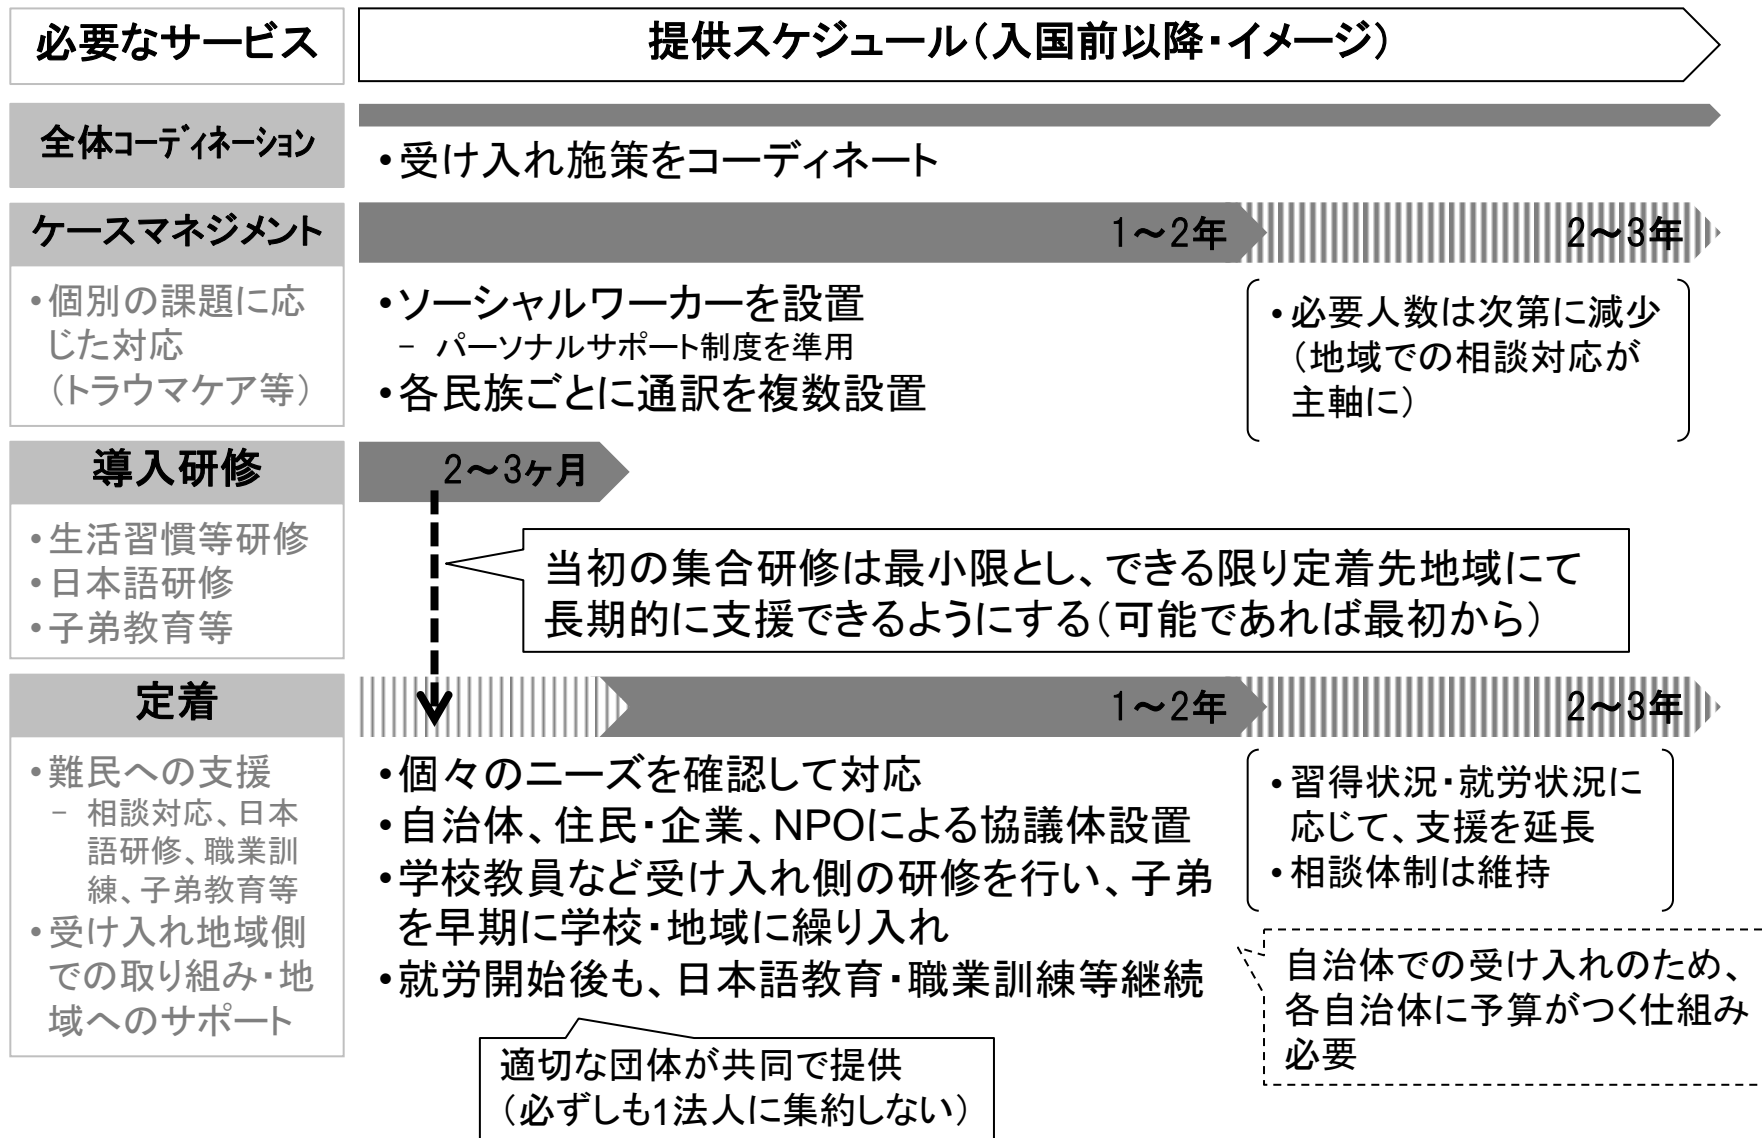 必要なサービス
提供スケジュール（入国前以降・イメージ）
全体ｺｰﾃﾞｨﾈｰｼｮﾝ
•受け入れ施策をコーディネート
ケースマネジメント
1～2年
2～3年
•個別の課題に応
じた対応
（トラウマケア等）
•ソーシャルワーカーを設置
– パーソナルサポート制度を準用
•各民族ごとに通訳を複数設置
•必要人数は次第に減少
（地域での相談対応が
主軸に）
導入研修
2～3ヶ月
•生活習慣等研修
•日本語研修
•子弟教育等
当初の集合研修は最小限とし、できる限り定着先地域にて
長期的に支援できるようにする（可能であれば最初から）
定着
1～2年
2～3年
•難民への支援
– 相談対応、日本
語研修、職業訓
練、子弟教育等
•受け入れ地域側
での取り組み・地
域へのサポート
•個々のニーズを確認して対応
•自治体、住民・企業、NPOによる協議体設置
•学校教員など受け入れ側の研修を行い、子弟
を早期に学校・地域に繰り入れ
•就労開始後も、日本語教育・職業訓練等継続
•習得状況・就労状況に
応じて、支援を延長
•相談体制は維持
自治体での受け入れのため、
各自治体に予算がつく仕組み
必要
適切な団体が共同で提供
（必ずしも1法人に集約しない）